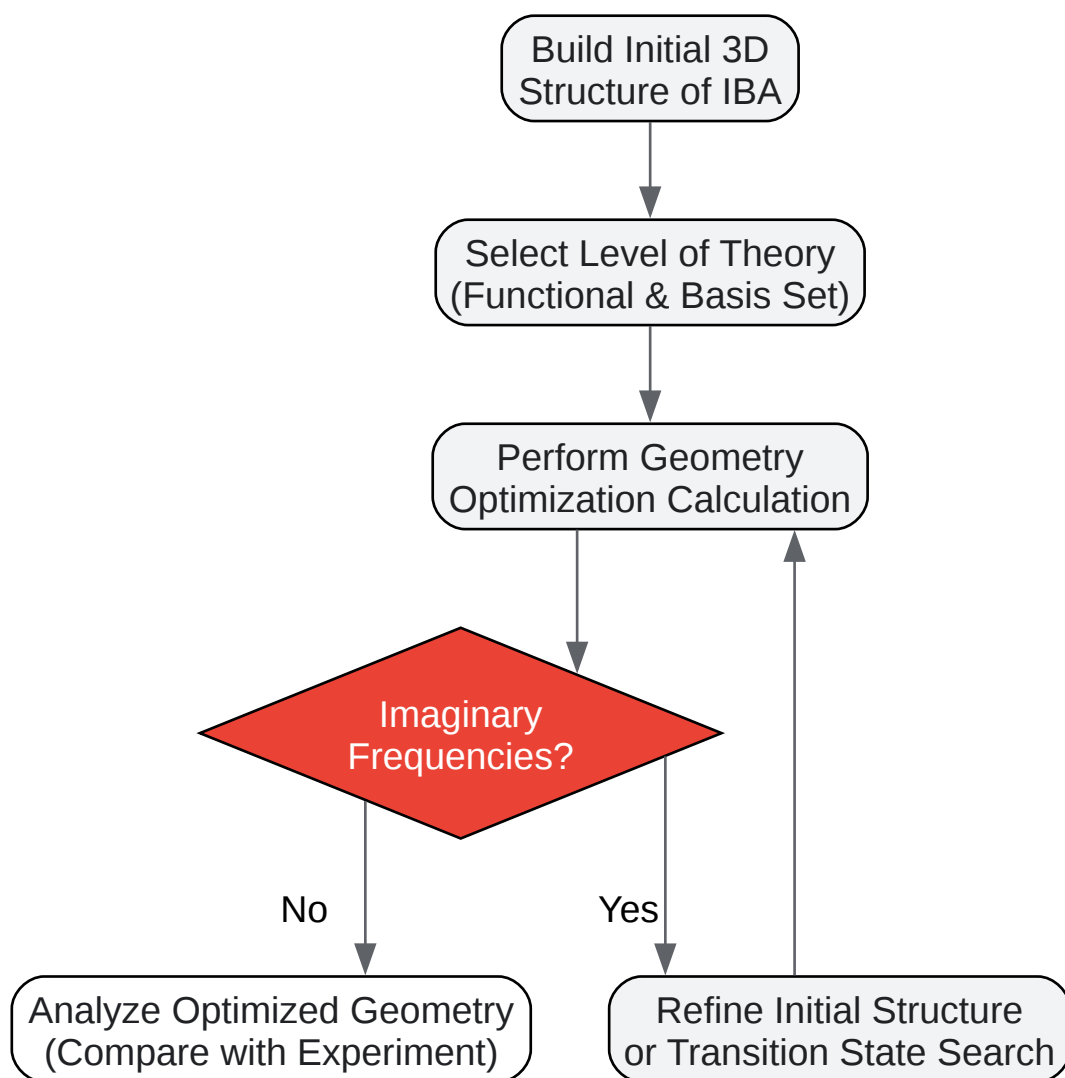 Build Initial 3D
Structure of IBA
Select Level of Theory
(Functional & Basis Set)
Perform Geometry
Optimization Calculation
Imaginary
Frequencies?
No
Yes
Analyze Optimized Geometry
(Compare with Experiment)
Refine Initial Structure
or Transition State Search